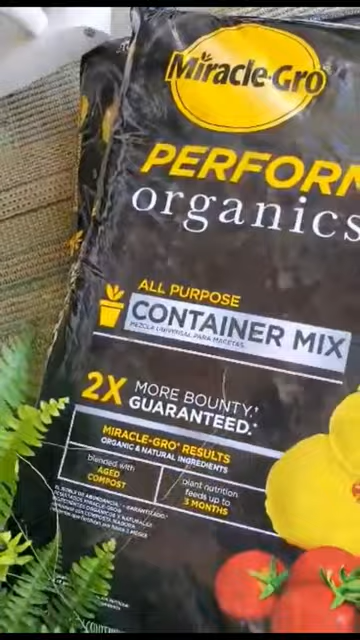 Miracle-Gro
PERFORM
organics
ALL PURPOSE
CONTAINER MIX
MEZCLA UNIVERSAL PARA MACETAS
2X MORE BOUNTY,†
GUARANTEED.*
MIRACLE-GRO® RESULTS
ORGANIC & NATURAL INGREDIENTS
blended with
AGED
COMPOST
plant nutrition
feeds up to
3 MONTHS